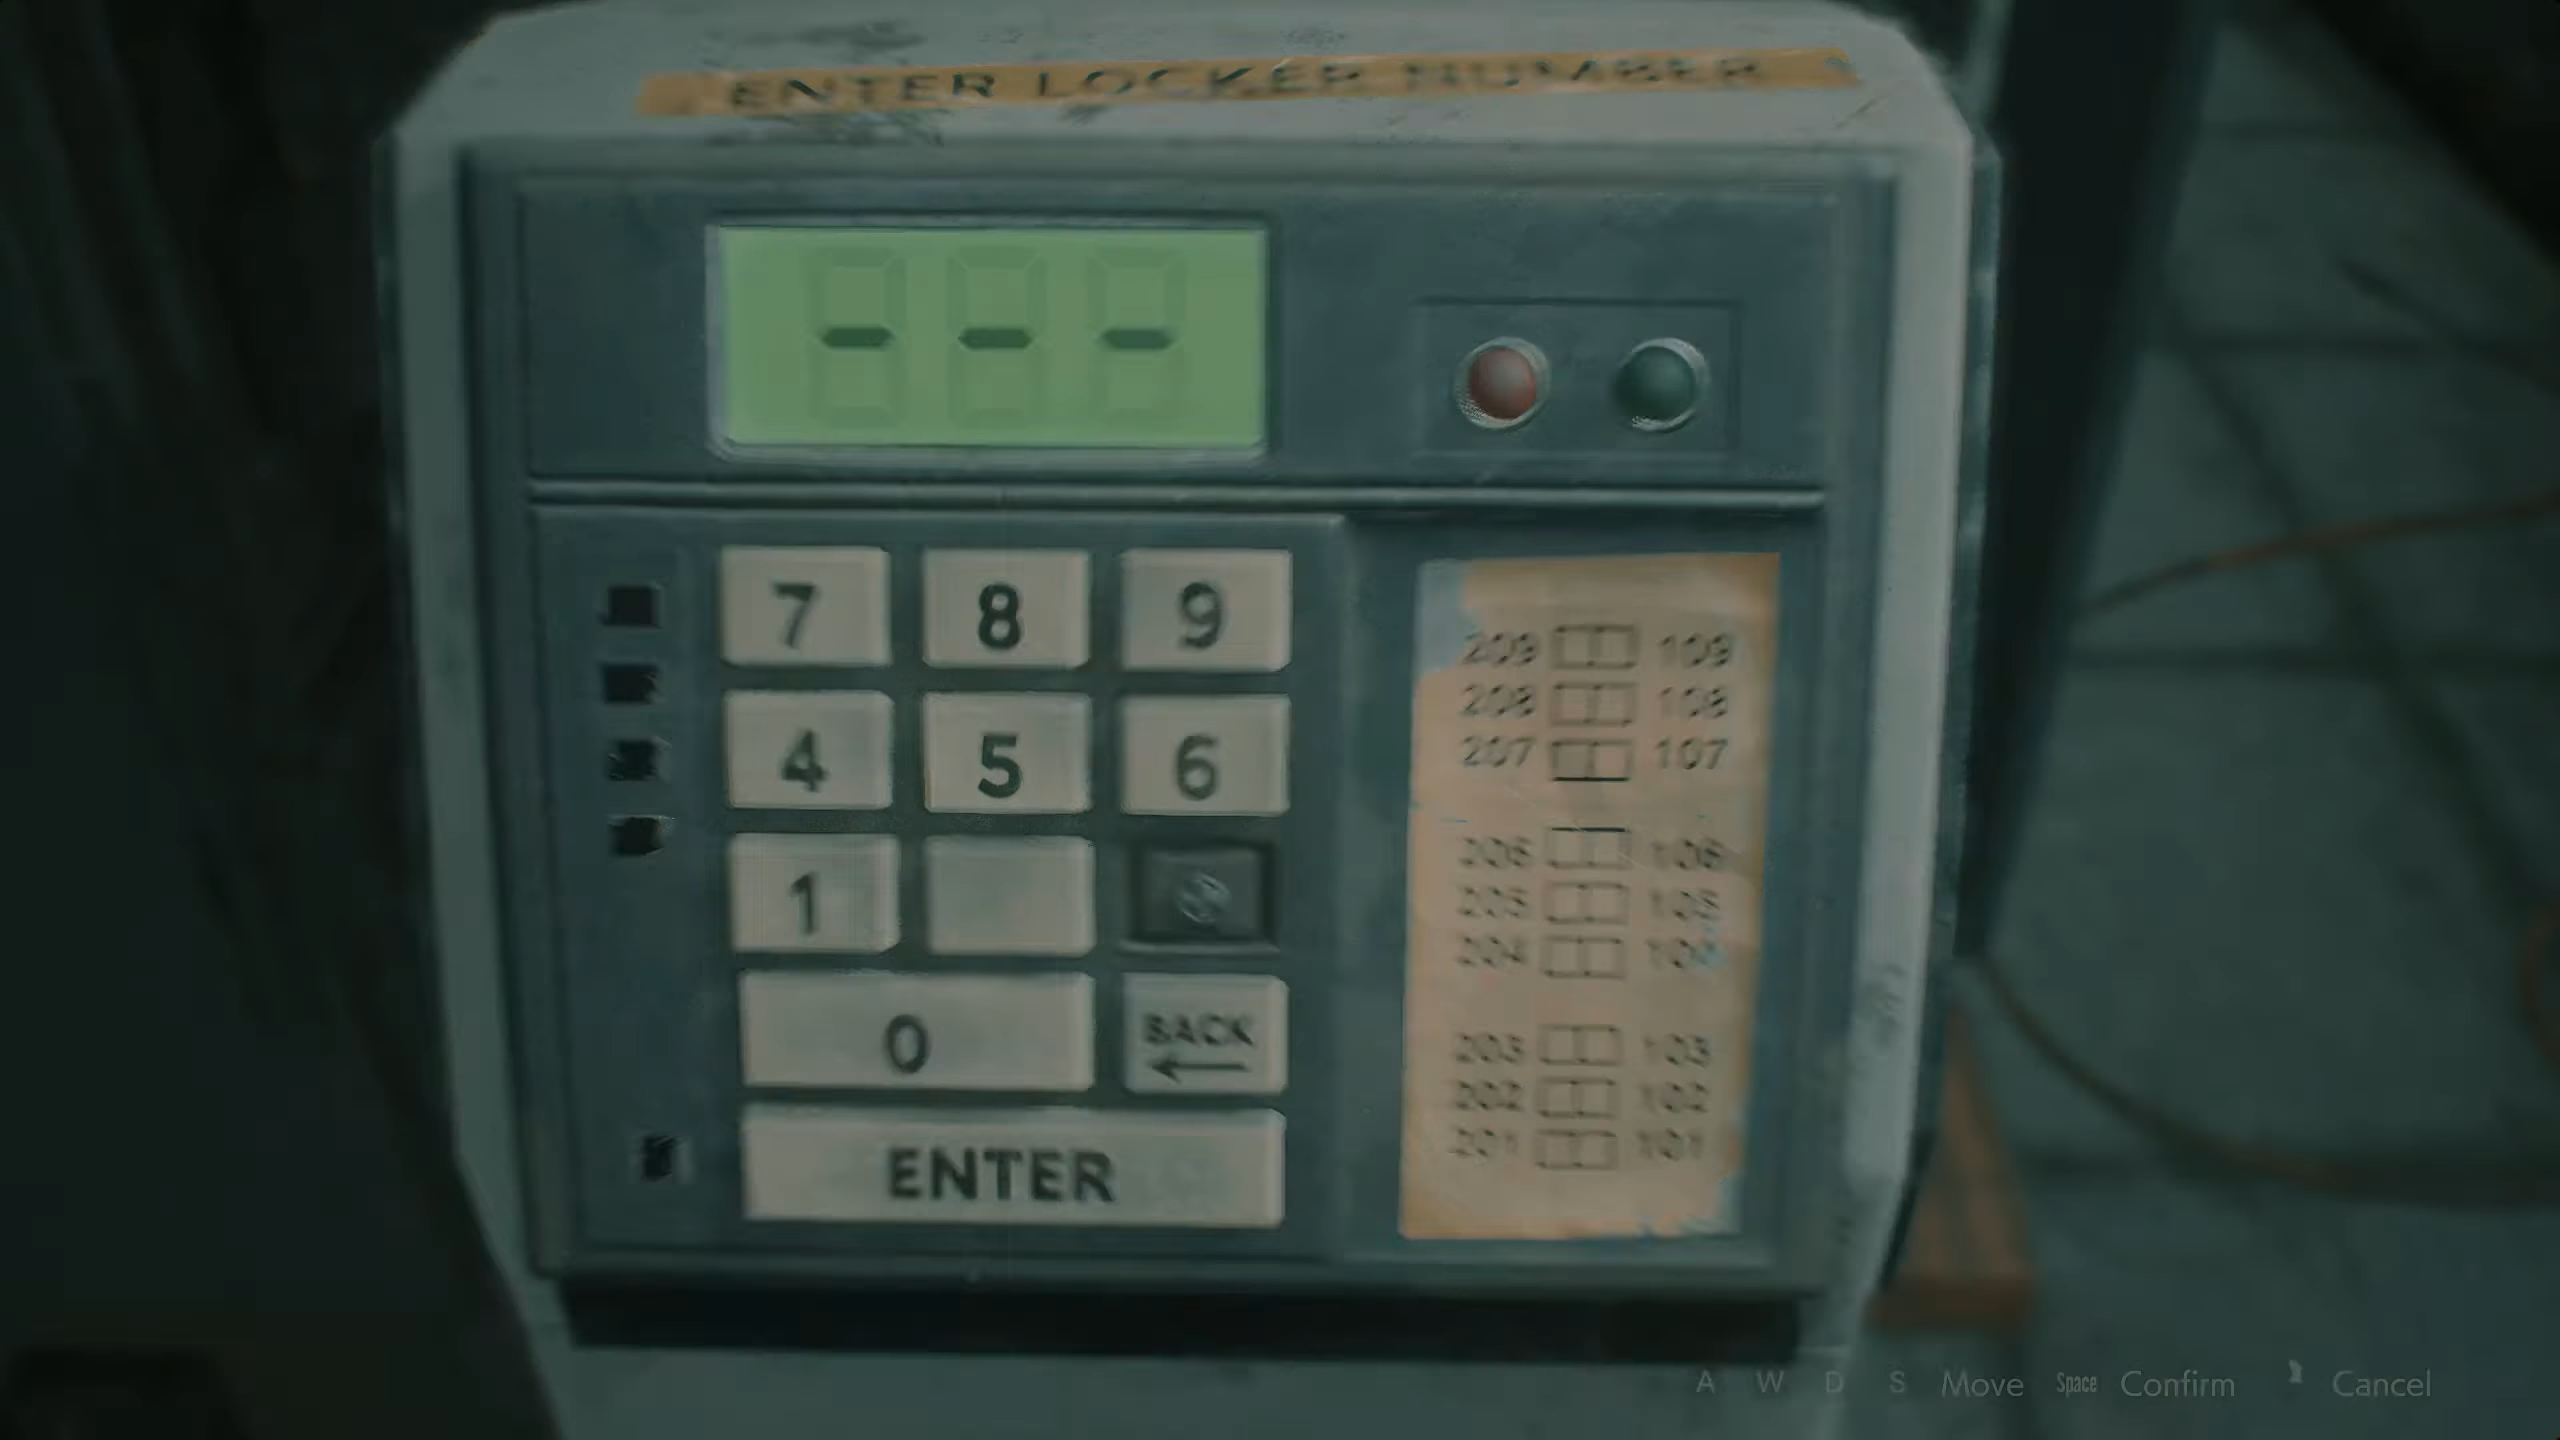 ENTER LOCKER NUMBER
7 8 9
4 5 6
1
0 BACK
ENTER
209 109
208 108
207 107
206 106
205 105
204 104
203 103
202 102
201 101
A W D S Move Space Confirm Cancel